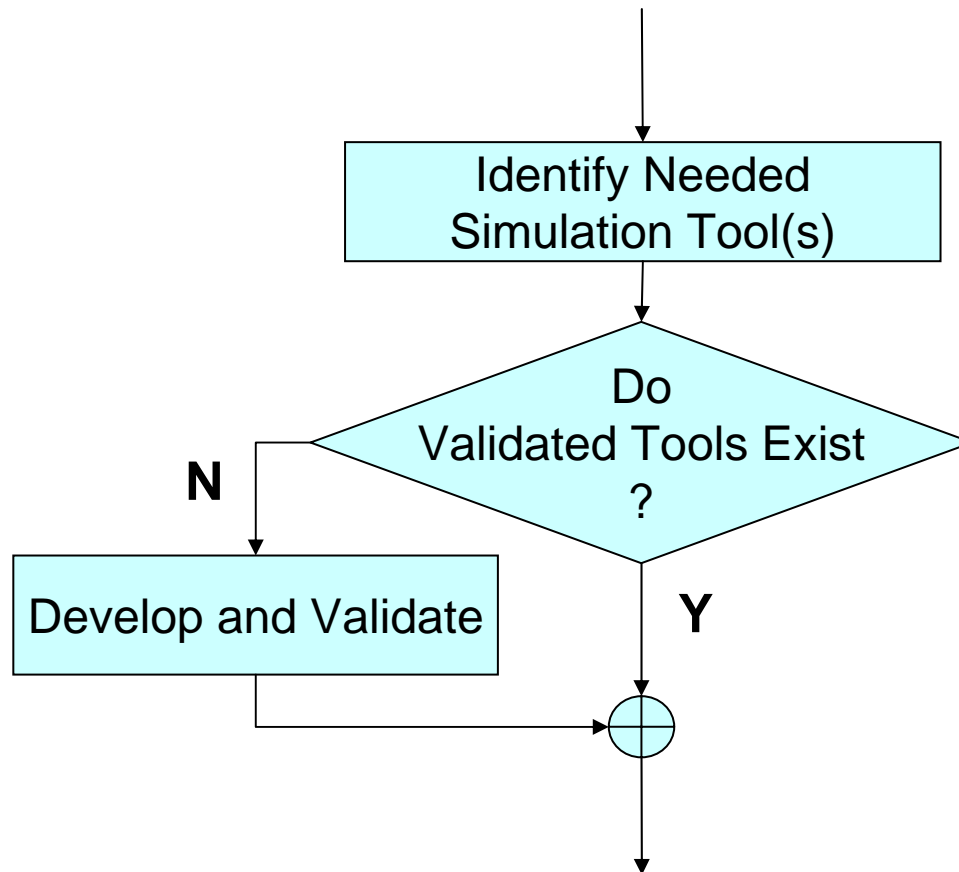 Identify Needed
Simulation Tool(s)
Do
Validated Tools Exist
?
N
Develop and Validate
Y